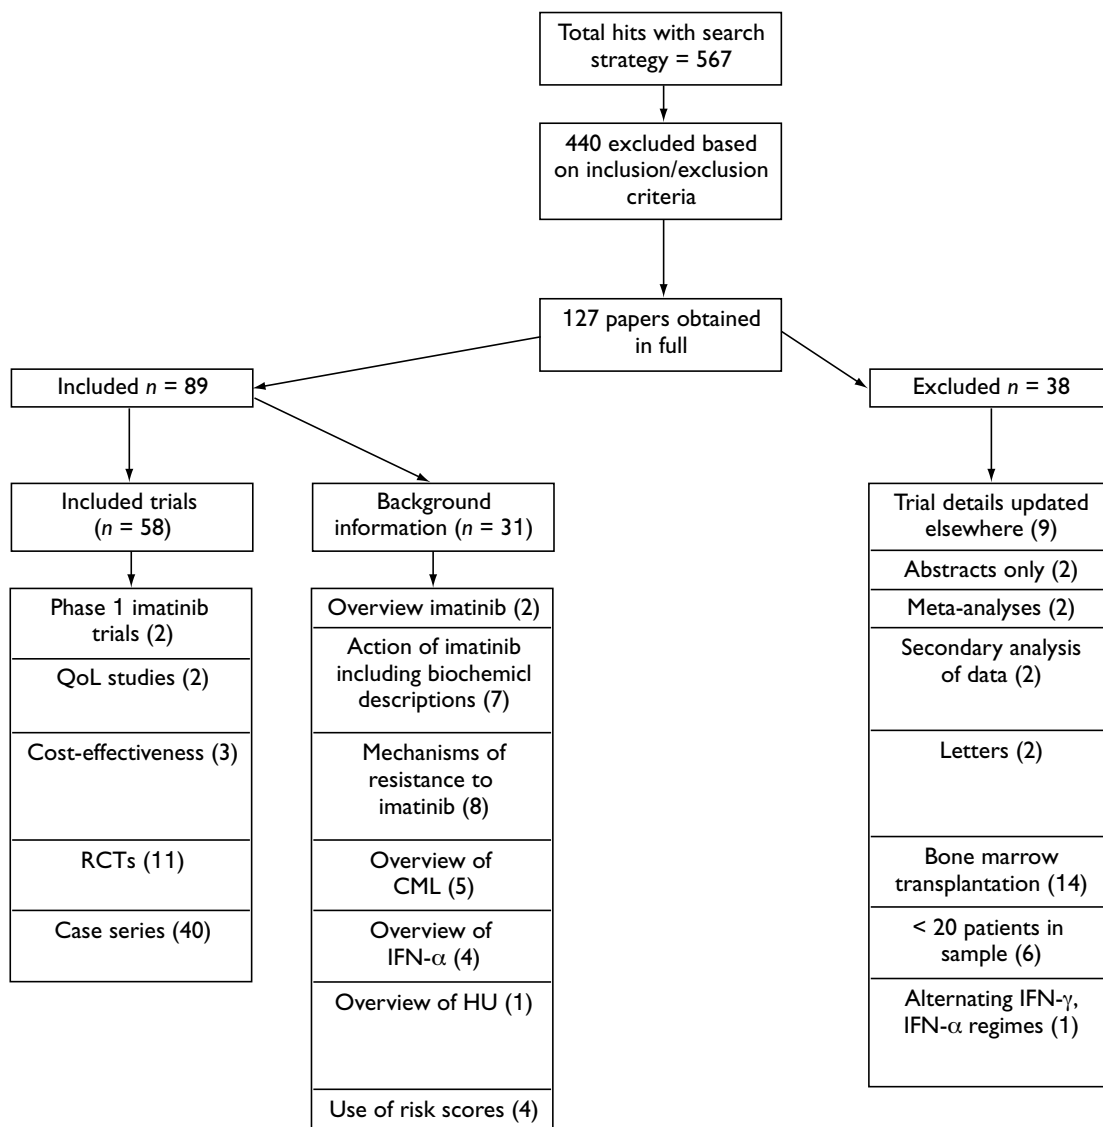 Total hits with search
strategy = 567
440 excluded based
on inclusion/exclusion
criteria
127 papers obtained
in full
Included n = 89
Excluded n = 38
Included trials
(n = 58)
Background
information (n = 31)
Phase 1 imatinib
trials (2)
QoL studies (2)
Cost-effectiveness (3)
RCTs (11)
Case series (40)
Overview imatinib (2)
Action of imatinib
including biochemicl
descriptions (7)
Mechanisms of
resistance to
imatinib (8)
Overview of
CML (5)
Overview of
IFN-α (4)
Overview of HU (1)
Use of risk scores (4)
Trial details updated
elsewhere (9)
Abstracts only (2)
Meta-analyses (2)
Secondary analysis
of data (2)
Letters (2)
Bone marrow
transplantation (14)
< 20 patients in
sample (6)
Alternating IFN-γ,
IFN-α regimes (1)